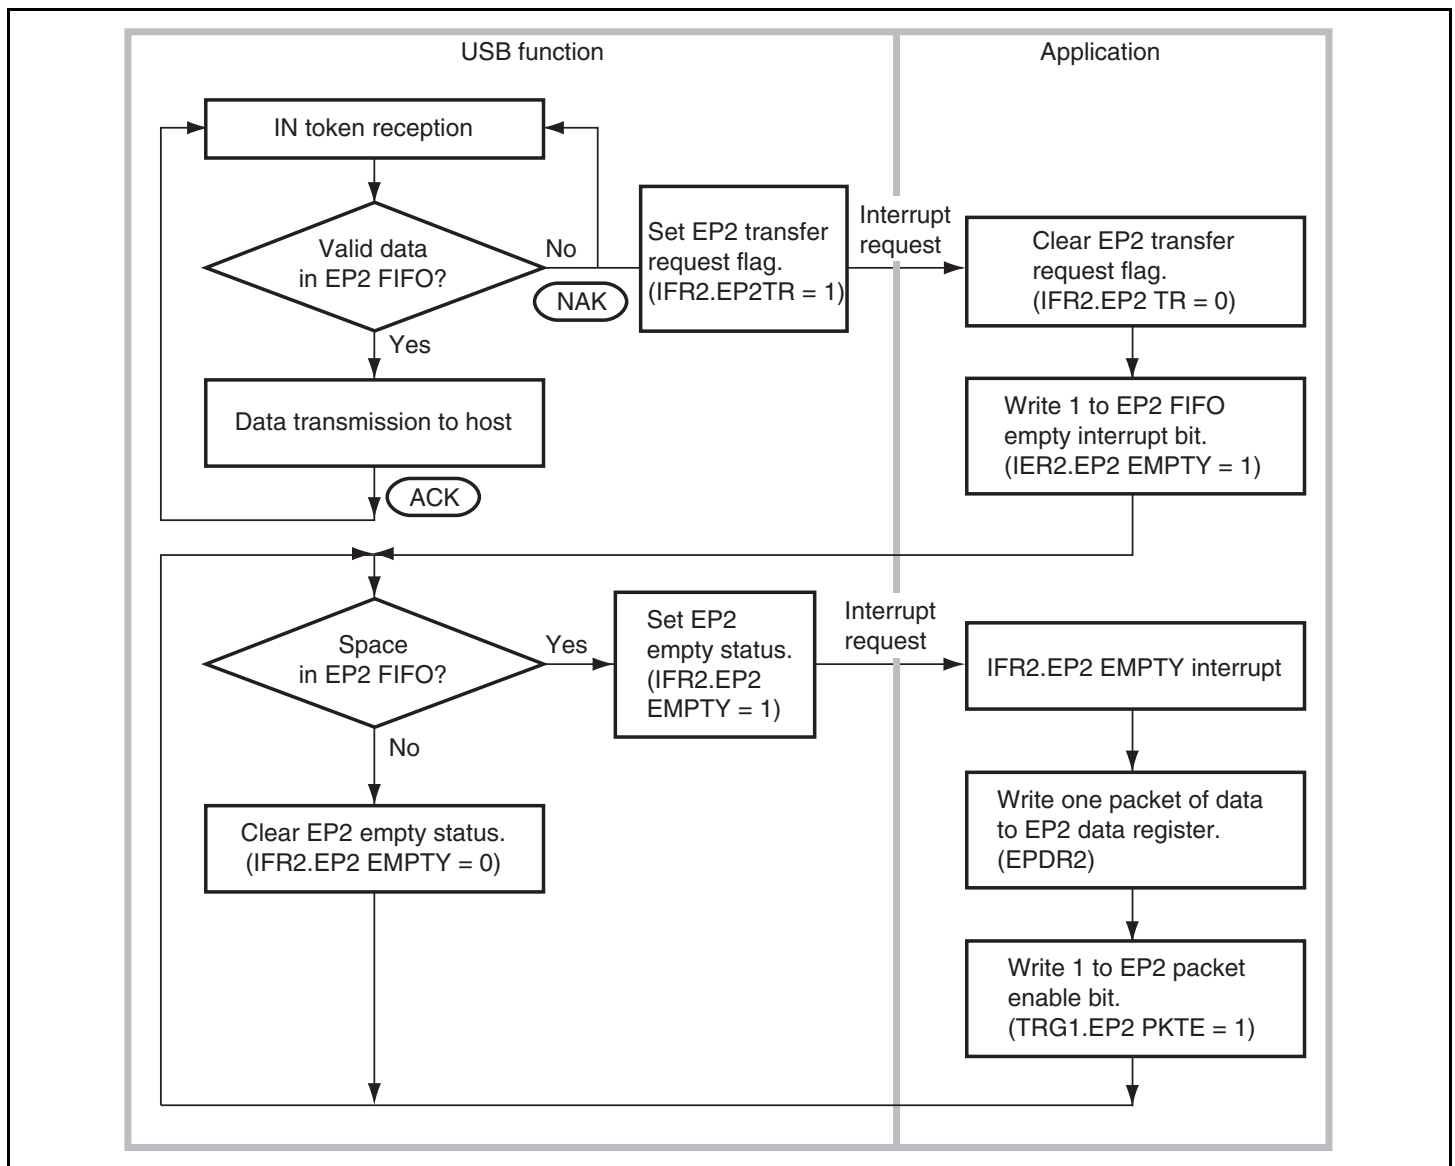 USB function
Application
IN token reception
Valid data
in EP2 FIFO?
No
NAK
Set EP2 transfer
request flag.
(IFR2.EP2TR = 1)
Interrupt
request
Clear EP2 transfer
request flag.
(IFR2.EP2 TR = 0)
Yes
Data transmission to host
ACK
Write 1 to EP2 FIFO
empty interrupt bit.
(IER2.EP2 EMPTY = 1)
Space
in EP2 FIFO?
Yes
Set EP2
empty status.
(IFR2.EP2
EMPTY = 1)
Interrupt
request
IFR2.EP2 EMPTY interrupt
No
Clear EP2 empty status.
(IFR2.EP2 EMPTY = 0)
Write one packet of data
to EP2 data register.
(EPDR2)
Write 1 to EP2 packet
enable bit.
(TRG1.EP2 PKTE = 1)